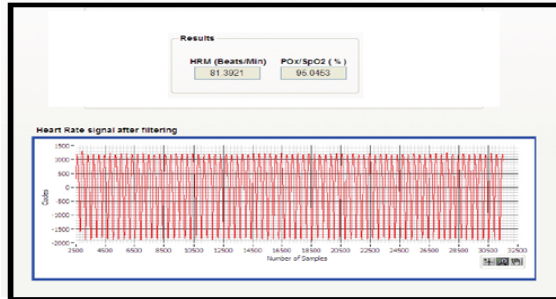 Results
HRM (Beats/Min) POx/SpO2 ( % )
81.3921 95.0453
Heart Rate signal after filtering
1500
1000
500
0
-500
-1000
-1500
-2000
Codes
2500 4500 6500 8500 10500 12500 14500 16500 18500 20500 22500 24500 26500 28500 30500 32500
Number of Samples